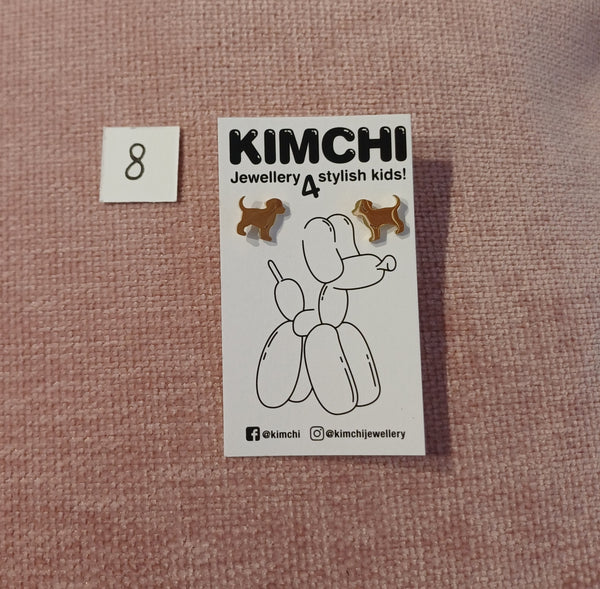 8
KIMCHI
Jewellery 4 stylish kids!
@kimchi @kimchijewellery